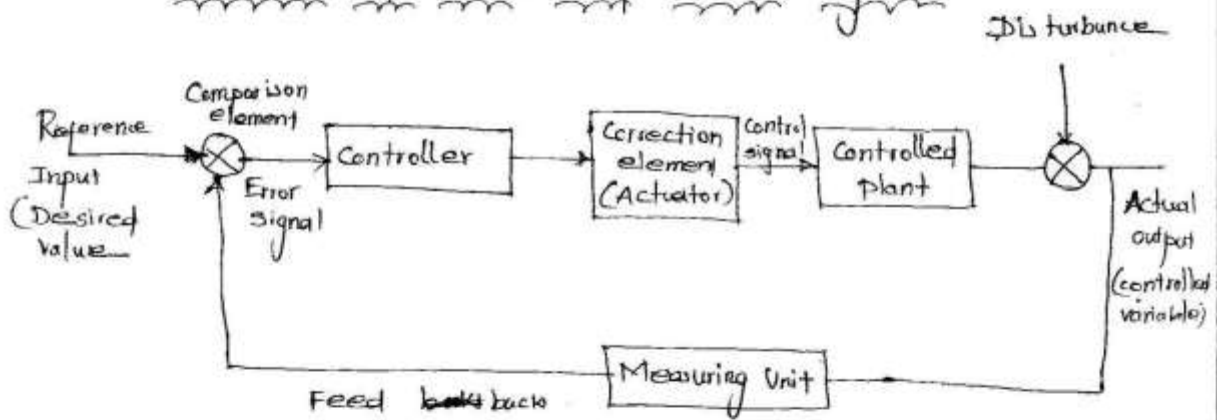 Disturbance
Comparison
element
Reference
Input
(Desired
value
Error
signal
Controller
Correction
element
(Actuator)
Control
signal
Controlled
plant
Actual
output
(controlled
variable)
Measuring Unit
Feed back